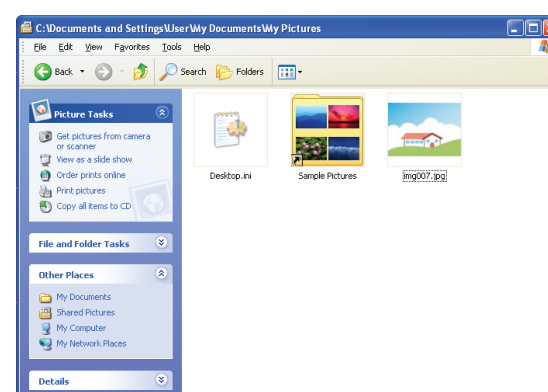 C:\Documents and Settings\User\My Documents\My Pictures
File Edit View Favorites Tools Help
Back Search Folders
Picture Tasks
Get pictures from camera
or scanner
View as a slide show
Order prints online
Print pictures
Copy all items to CD
File and Folder Tasks
Other Places
My Documents
Shared Pictures
My Computer
My Network Places
Details
Desktop.ini
Sample Pictures
img007.jpg